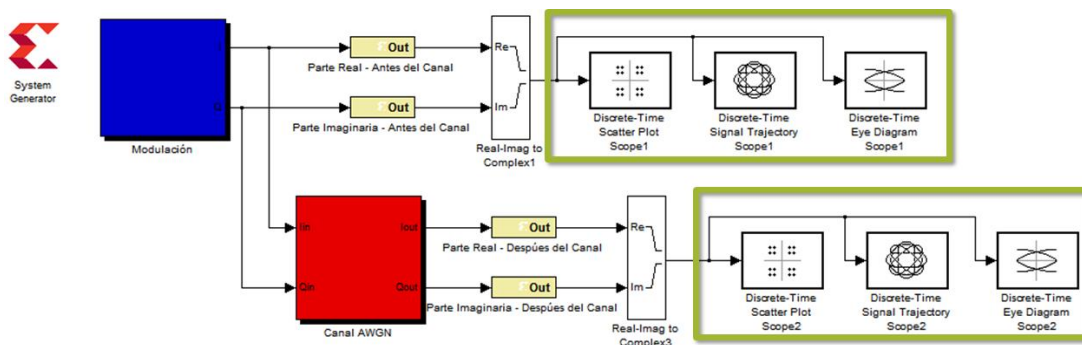 System
Generator
Modulación
I
Q
Out
Parte Real - Antes del Canal
Out
Parte Imaginaria - Antes del Canal
Re
Im
Real-Imag to
Complex1
Discrete-Time
Scatter Plot
Scope1
Discrete-Time
Signal Trajectory
Scope1
Discrete-Time
Eye Diagram
Scope1
Iin
Qin
Iout
Qout
Canal AWGN
Out
Parte Real - Despúes del Canal
Out
Parte Imaginaria - Despúes del Canal
Re
Im
Real-Imag to
Complex3
Discrete-Time
Scatter Plot
Scope2
Discrete-Time
Signal Trajectory
Scope2
Discrete-Time
Eye Diagram
Scope2